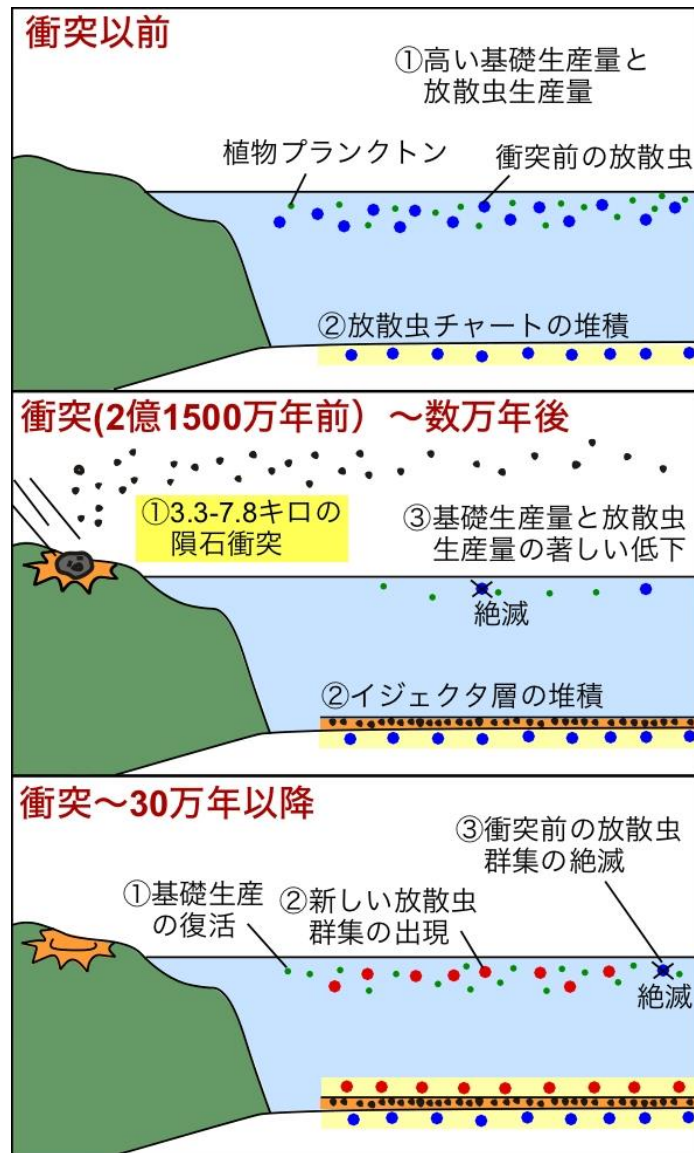 衝突以前
①高い基礎生産量と
放散虫生産量
植物プランクトン
衝突前の放散虫
②放散虫チャートの堆積
衝突(2億1500万年前）～数万年後
①3.3-7.8キロの
隕石衝突
③基礎生産量と放散虫
生産量の著しい低下
絶滅
②イジェクタ層の堆積
衝突～30万年以降
③衝突前の放散虫
群集の絶滅
①基礎生産
の復活
②新しい放散虫
群集の出現
絶滅